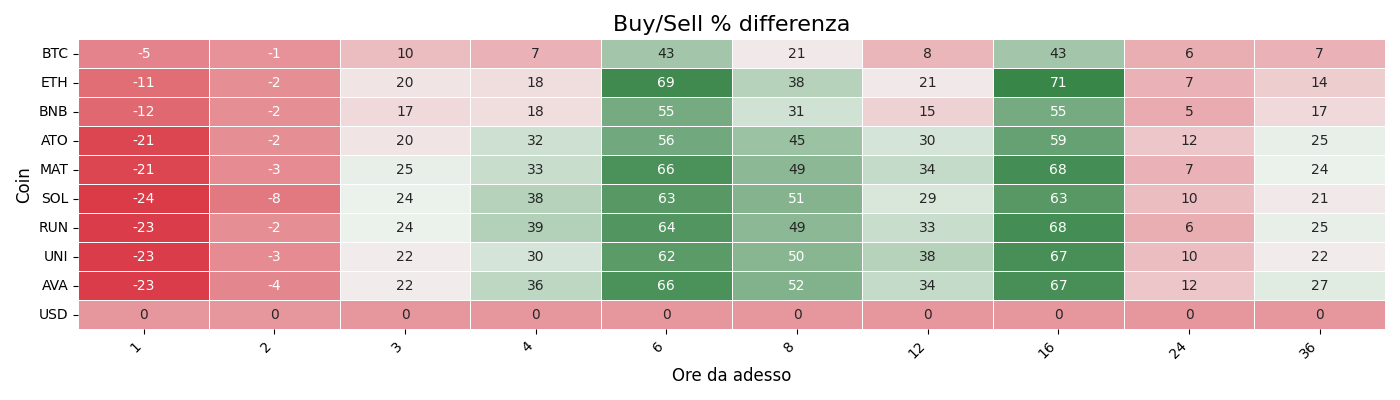 Buy/Sell % differenza
Coin
BTC -5 -1 10 7 43 21 8 43 6 7
ETH -11 -2 20 18 69 38 21 71 7 14
BNB -12 -2 17 18 55 31 15 55 5 17
ATO -21 -2 20 32 56 45 30 59 12 25
MAT -21 -3 25 33 66 49 34 68 7 24
SOL -24 -8 24 38 63 51 29 63 10 21
RUN -23 -2 24 39 64 49 33 68 6 25
UNI -23 -3 22 30 62 50 38 67 10 22
AVA -23 -4 22 36 66 52 34 67 12 27
USD 0 0 0 0 0 0 0 0 0 0
1 2 3 4 6 8 12 16 24 36
Ore da adesso